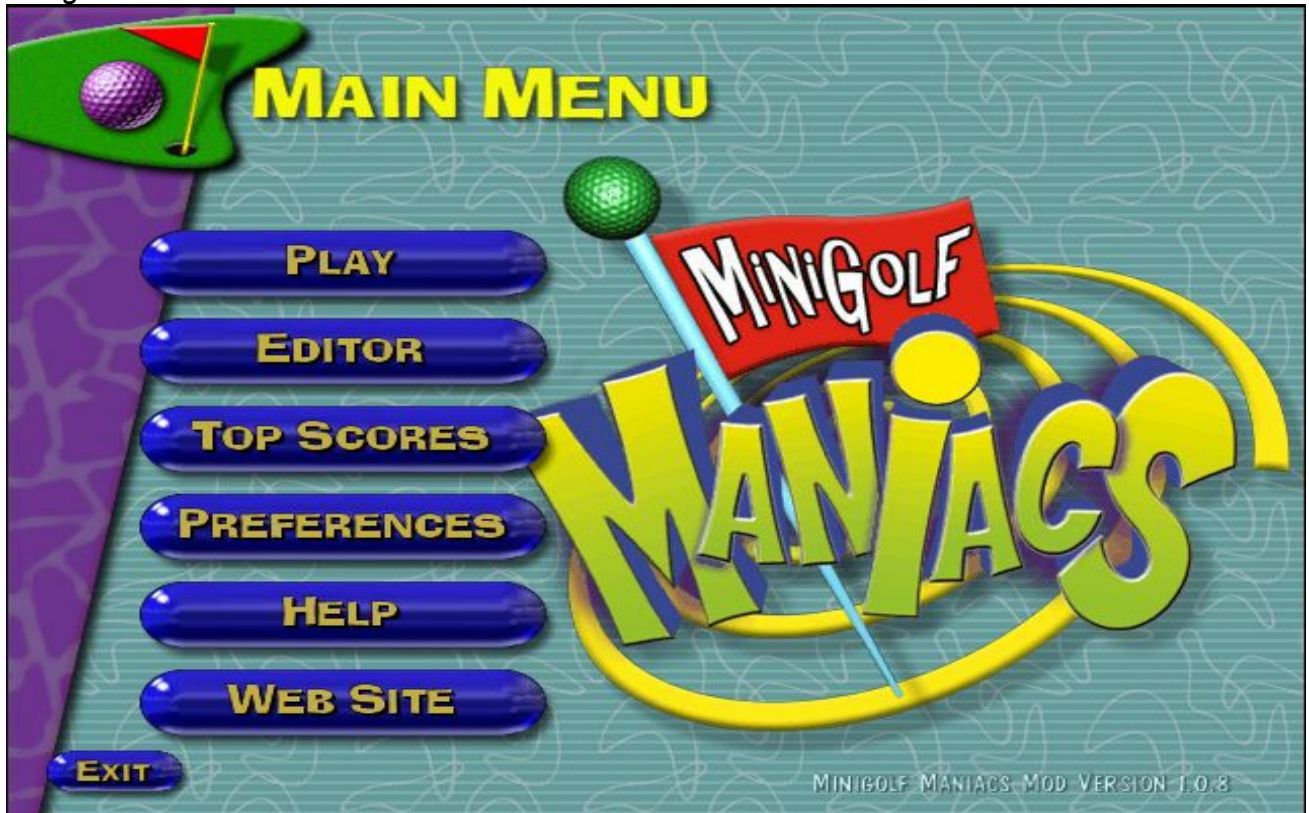 MAIN MENU
MINIGOLF
MANIACS
PLAY
EDITOR
TOP SCORES
PREFERENCES
HELP
WEB SITE
EXIT
MINIGOLF MANIACS MOD VERSION 1.0.8